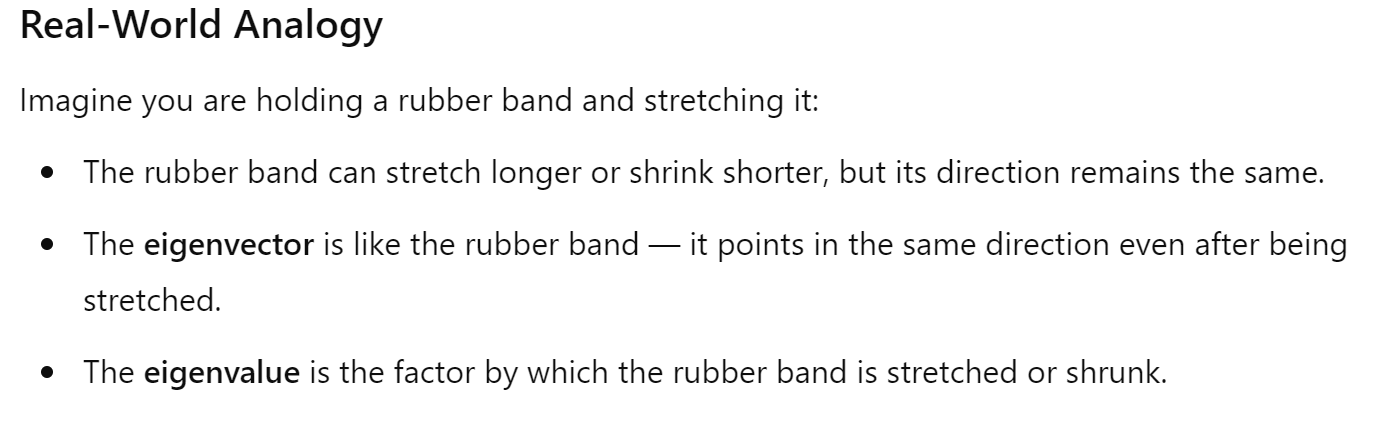 Real-World Analogy
Imagine you are holding a rubber band and stretching it:
• The rubber band can stretch longer or shrink shorter, but its direction remains the same.
• The eigenvector is like the rubber band — it points in the same direction even after being
stretched.
• The eigenvalue is the factor by which the rubber band is stretched or shrunk.